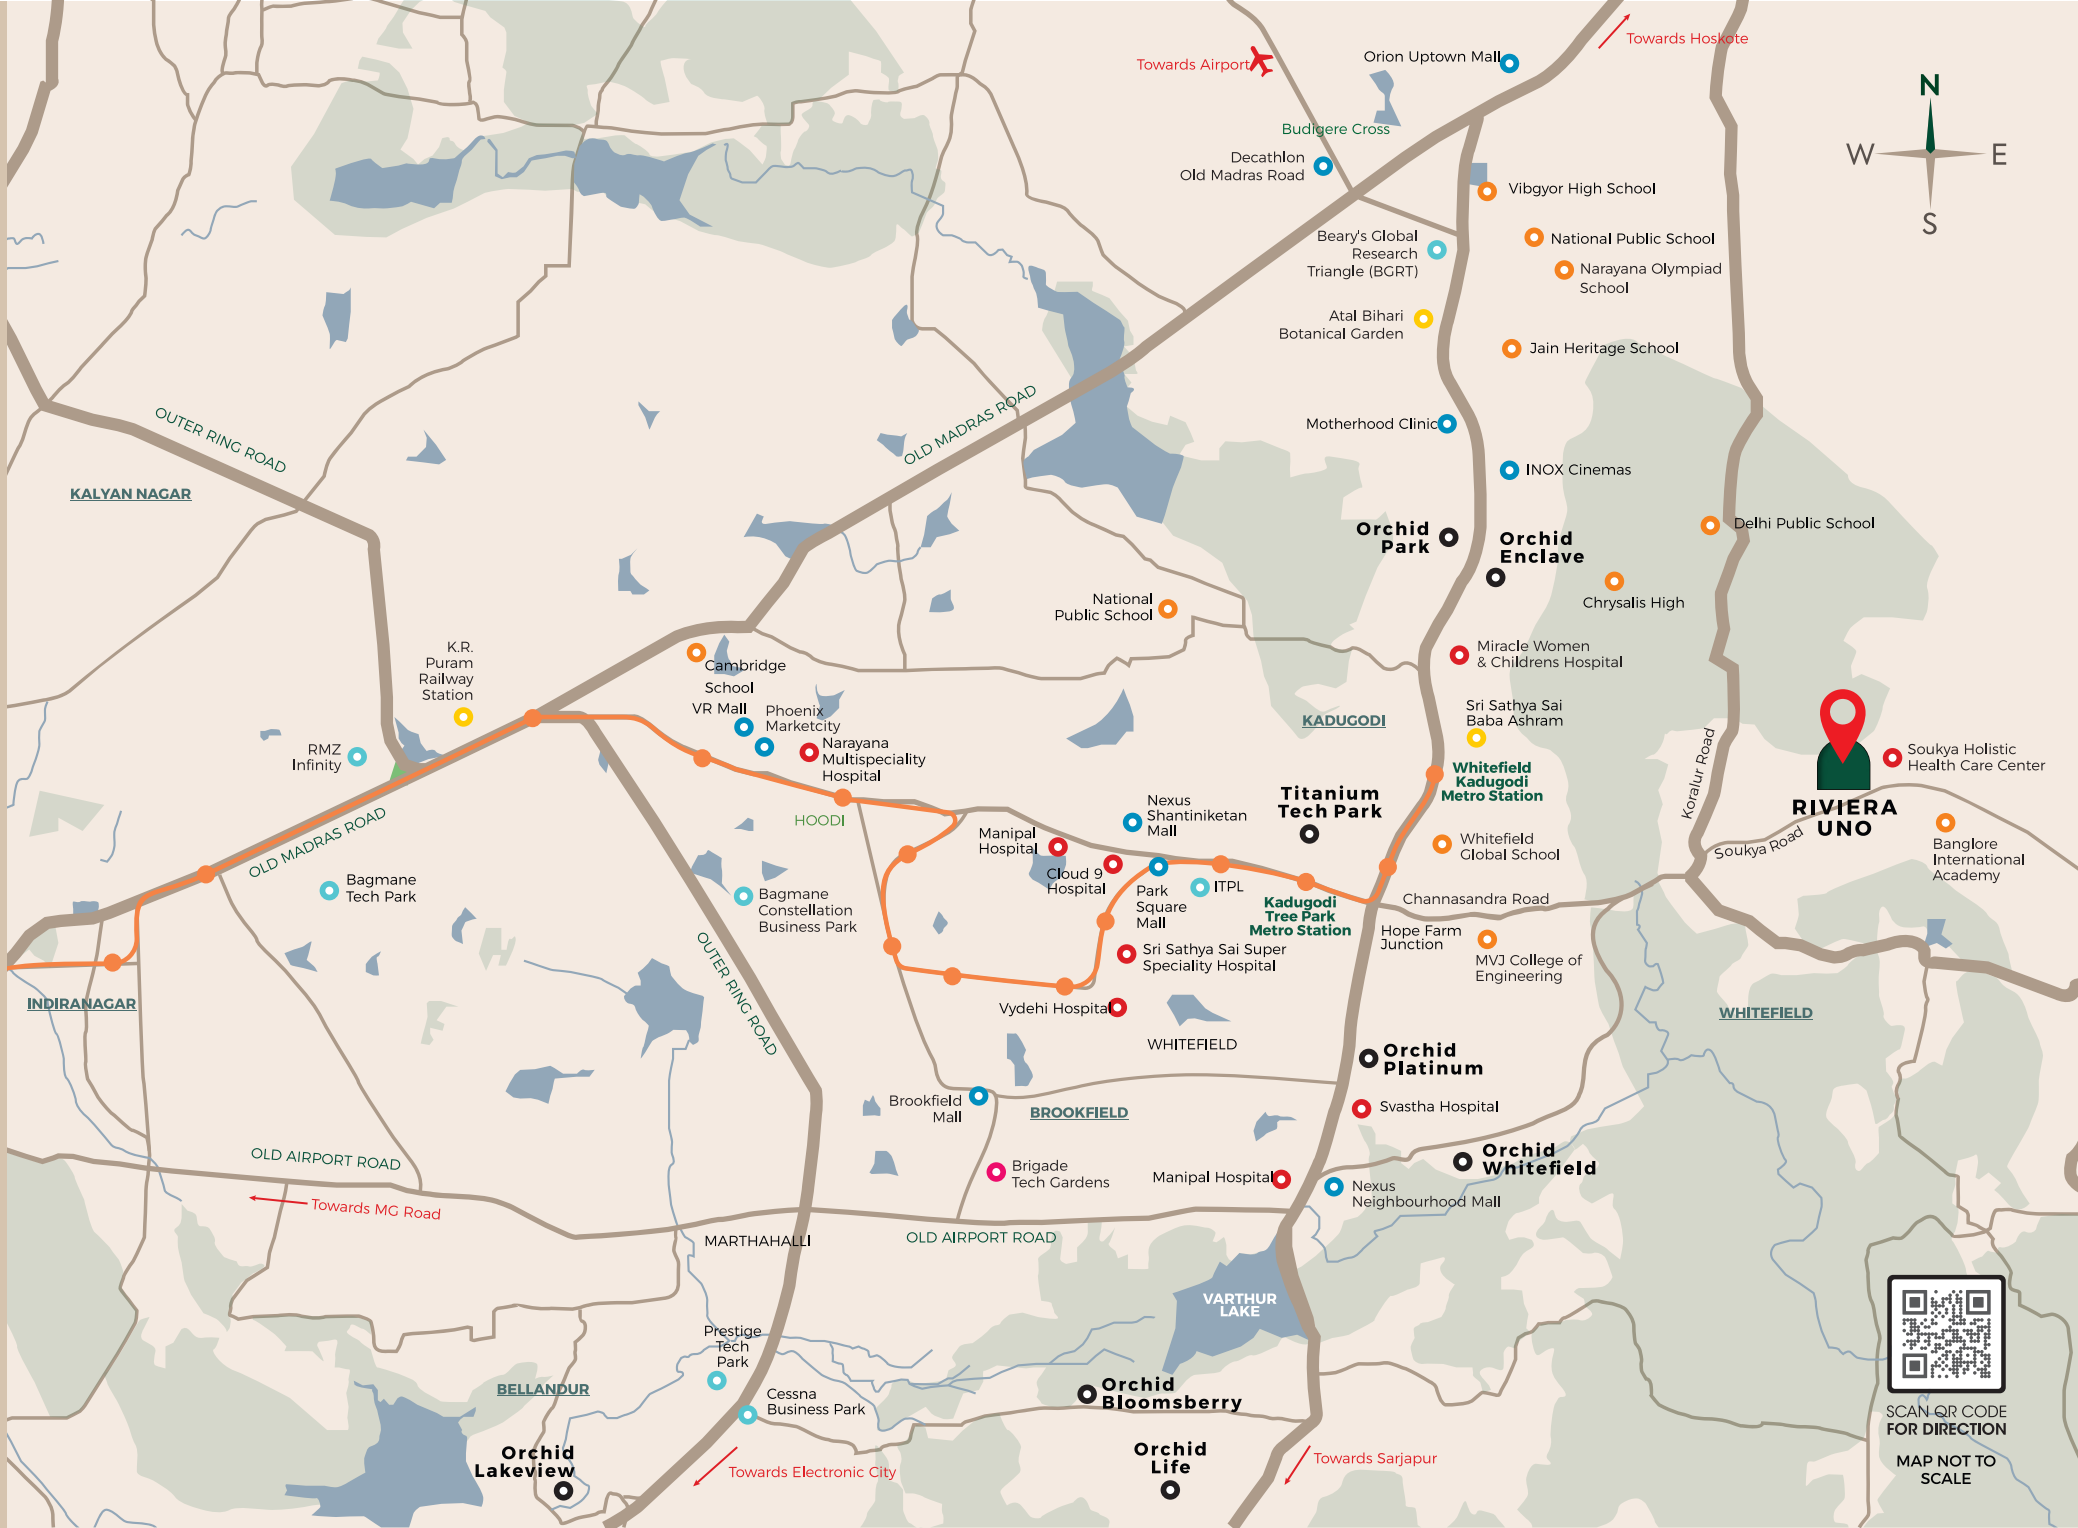 Towards Hoskote
Orion Uptown Mall
Towards Airport
N
W
E
S
Budigere Cross
Decathlon
Old Madras Road
Vibgyor High School
Beary's Global
Research
Triangle (BGRT)
National Public School
Narayana Olympiad
School
Atal Bihari
Botanical Garden
Jain Heritage School
OUTER RING ROAD
OLD MADRAS ROAD
Motherhood Clinic
INOX Cinemas
KALYAN NAGAR
Orchid
Park
Orchid
Enclave
Delhi Public School
Chrysalis High
National
Public School
K.R.
Puram
Railway
Station
Cambridge
School
VR Mall
Phoenix
Marketcity
Narayana
Multispeciality
Hospital
Miracle Women
& Childrens Hospital
Sri Sathya Sai
Baba Ashram
KADUGODI
RMZ
Infinity
Whitefield
Kadugodi
Metro Station
Koralur Road
Soukya Holistic
Health Care Center
RIVIERA
UNO
Soukya Road
Banglore
International
Academy
Titanium
Tech Park
Nexus
Shantiniketan
Mall
HOODI
OLD MADRAS ROAD
Manipal
Hospital
Cloud 9
Hospital
Park
Square
Mall
ITPL
Whitefield
Global School
Bagmane
Tech Park
Bagmane
Constellation
Business Park
Kadugodi
Tree Park
Metro Station
Channasandra Road
Hope Farm
Junction
MVJ College of
Engineering
OUTER RING ROAD
Sri Sathya Sai Super
Speciality Hospital
Vydehi Hospital
INDIRANAGAR
WHITEFIELD
WHITEFIELD
Orchid
Platinum
Brookfield
Mall
BROOKFIELD
Svastha Hospital
OLD AIRPORT ROAD
Brigade
Tech Gardens
Manipal Hospital
Orchid
Whitefield
Nexus
Neighbourhood Mall
Towards MG Road
MARTHAHALLI
OLD AIRPORT ROAD
VARTHUR
LAKE
Prestige
Tech
Park
BELLANDUR
Cessna
Business Park
Orchid
Bloomsberry
SCAN QR CODE
FOR DIRECTION
MAP NOT TO
SCALE
Orchid
Lakeview
Towards Electronic City
Orchid
Life
Towards Sarjapur